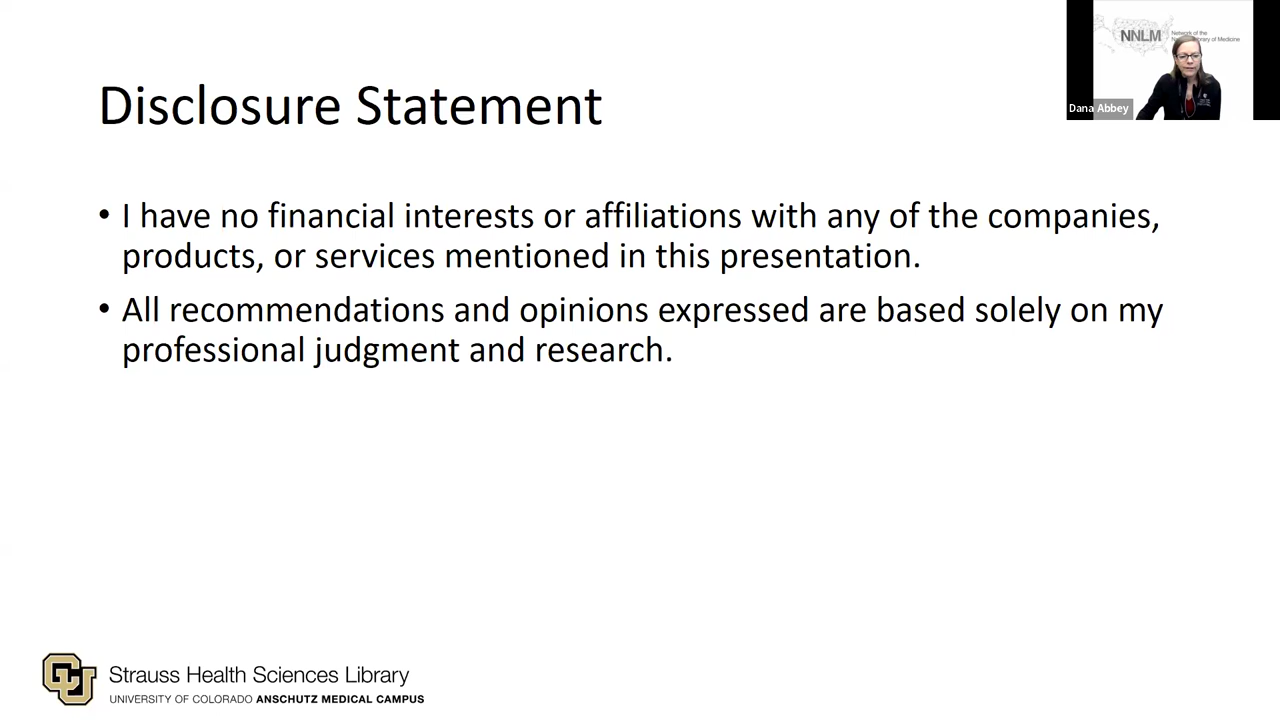 Disclosure Statement
• I have no financial interests or affiliations with any of the companies,
products, or services mentioned in this presentation.
• All recommendations and opinions expressed are based solely on my
professional judgment and research.
NNLM
Network of the
Library of Medicine
Dana Abbey
CU
Strauss Health Sciences Library
UNIVERSITY OF COLORADO ANSCHUTZ MEDICAL CAMPUS